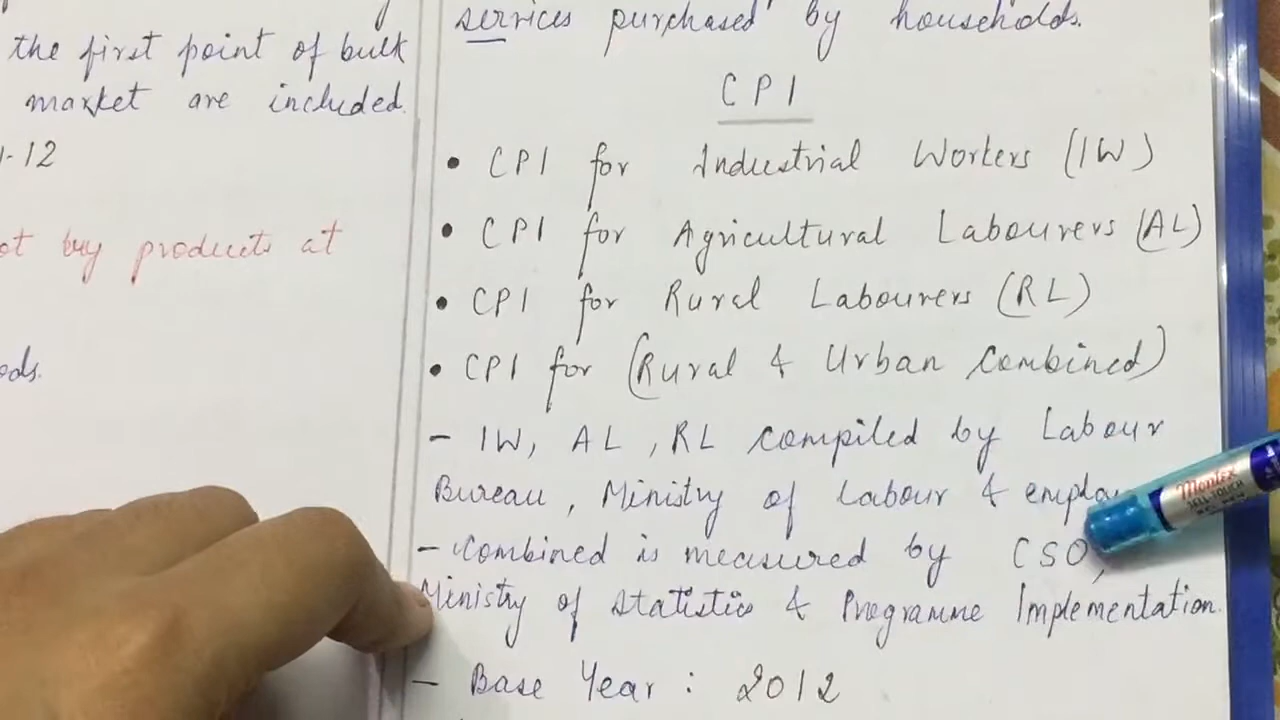 the first point of bulk
market are included.
-12
buy products at
services purchased by households.
CPI
• CPI for Industrial Workers (IW)
• CPI for Agricultural Labourers (AL)
• CPI for Rural Labourers (RL)
• CPI for (Rural & Urban Combined)
- IW, AL, RL compiled by Labour
Bureau, Ministry of Labour & emplo
- Combined is measured by CSO,
Ministry of Statistics & Programme Implementation.
- Base Year : 2012
Montex